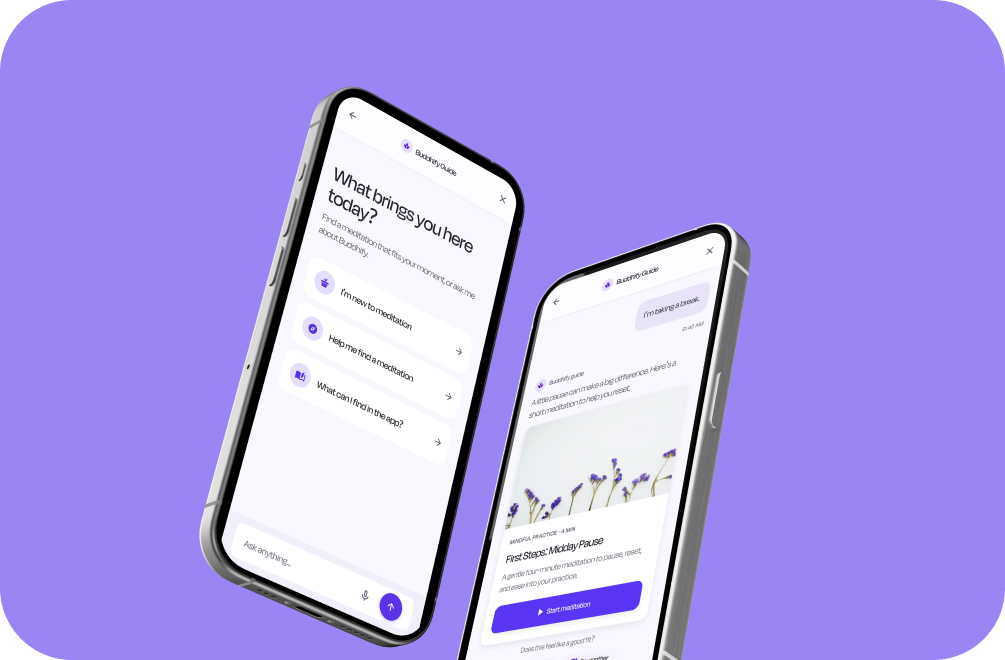 Buddhify Guide
What brings you here
today?
Find a meditation that fits your moment, or ask me
about Buddhify.
I'm new to meditation
Help me find a meditation
What can I find in the app?
Ask anything...
Buddhify Guide
I'm taking a break.
Buddhify guide
A little pause can make a big difference. Here's a
short meditation to help you reset.
MINDFUL PRACTICE · 4 MIN
First Steps: Midday Pause
A gentle four-minute meditation to pause, reset,
and ease into your practice.
Start meditation
Does this feel like a good fit?